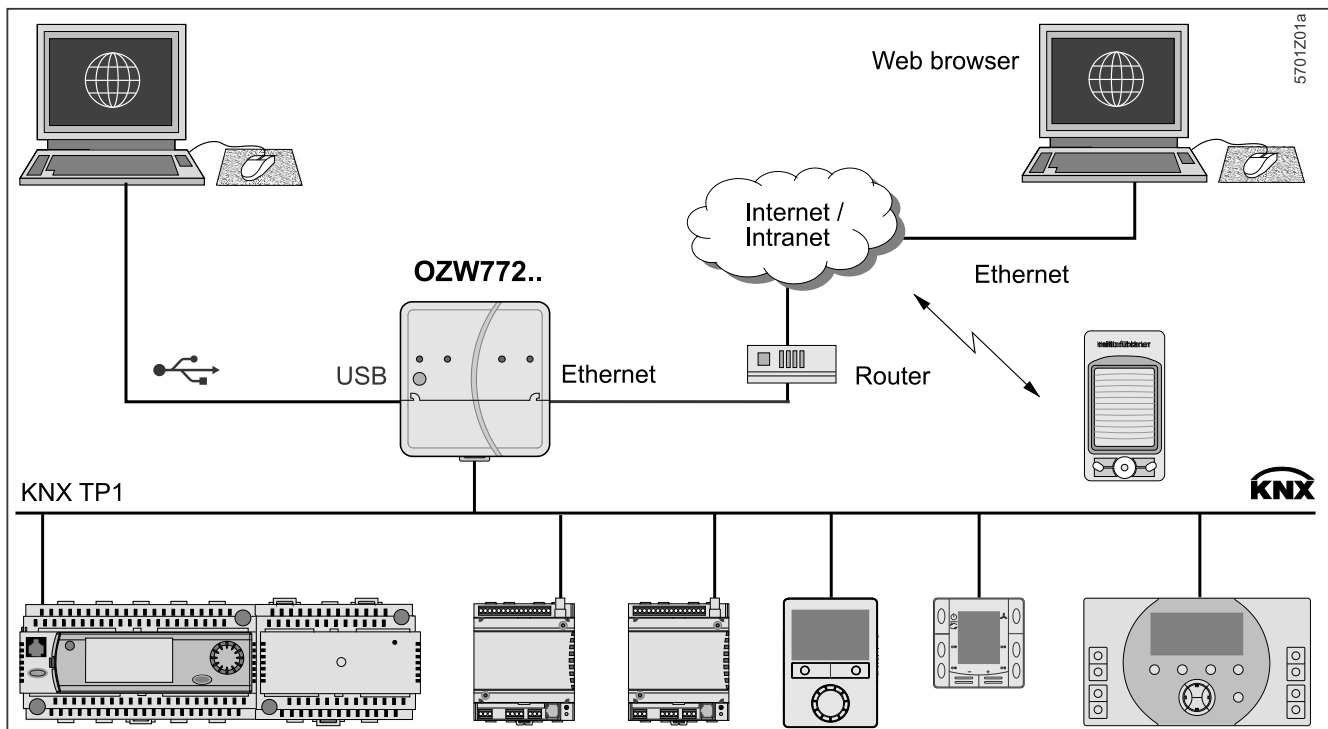 Web browser
5701Z01a
Internet /
Intranet
OZW772..
Ethernet
USB
Ethernet
Router
KNX TP1
KNX